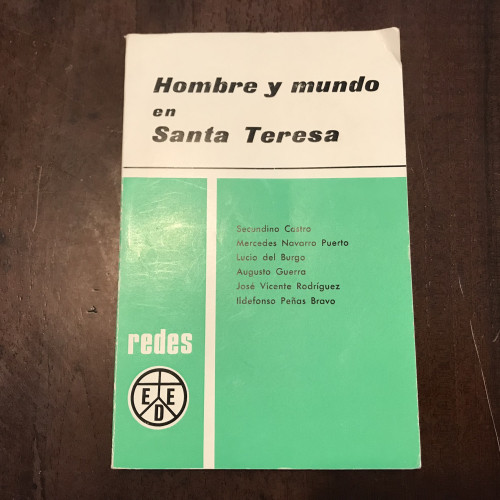 Hombre y mundo
en
Santa Teresa
Secundino Castro
Mercedes Navarro Puerto
Lucio del Burgo
Augusto Guerra
José Vicente Rodríguez
Ildefonso Peñas Bravo
redes
E E
D